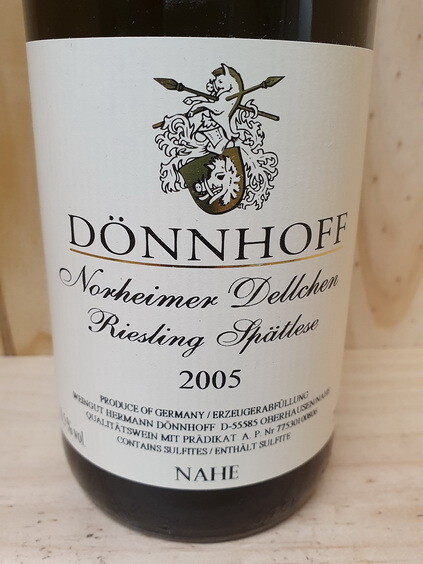 DÖNNHOFF
Norheimer Dellchen
Riesling Spätlese
2005
PRODUCE OF GERMANY / ERZEUGERABFÜLLUNG
WEINGUT HERMANN DÖNNHOFF D-55585 OBERHAUSEN/NAHE
QUALITÄTSWEIN MIT PRÄDIKAT A. P. Nr
CONTAINS SULFITES / ENTHÄLT SULFITE
% vol.
NAHE